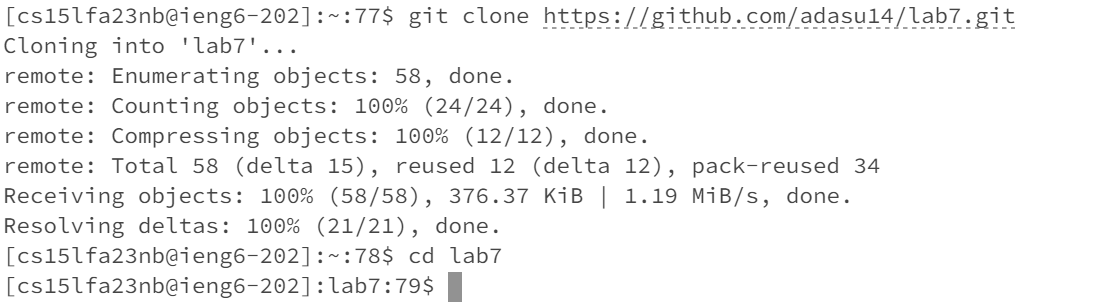 [cs15lfa23nb@ieng6-202]:~:77$ git clone https://github.com/adasu14/lab7.git
Cloning into 'lab7'...
remote: Enumerating objects: 58, done.
remote: Counting objects: 100% (24/24), done.
remote: Compressing objects: 100% (12/12), done.
remote: Total 58 (delta 15), reused 12 (delta 12), pack-reused 34
Receiving objects: 100% (58/58), 376.37 KiB | 1.19 MiB/s, done.
Resolving deltas: 100% (21/21), done.
[cs15lfa23nb@ieng6-202]:~:78$ cd lab7
[cs15lfa23nb@ieng6-202]:lab7:79$